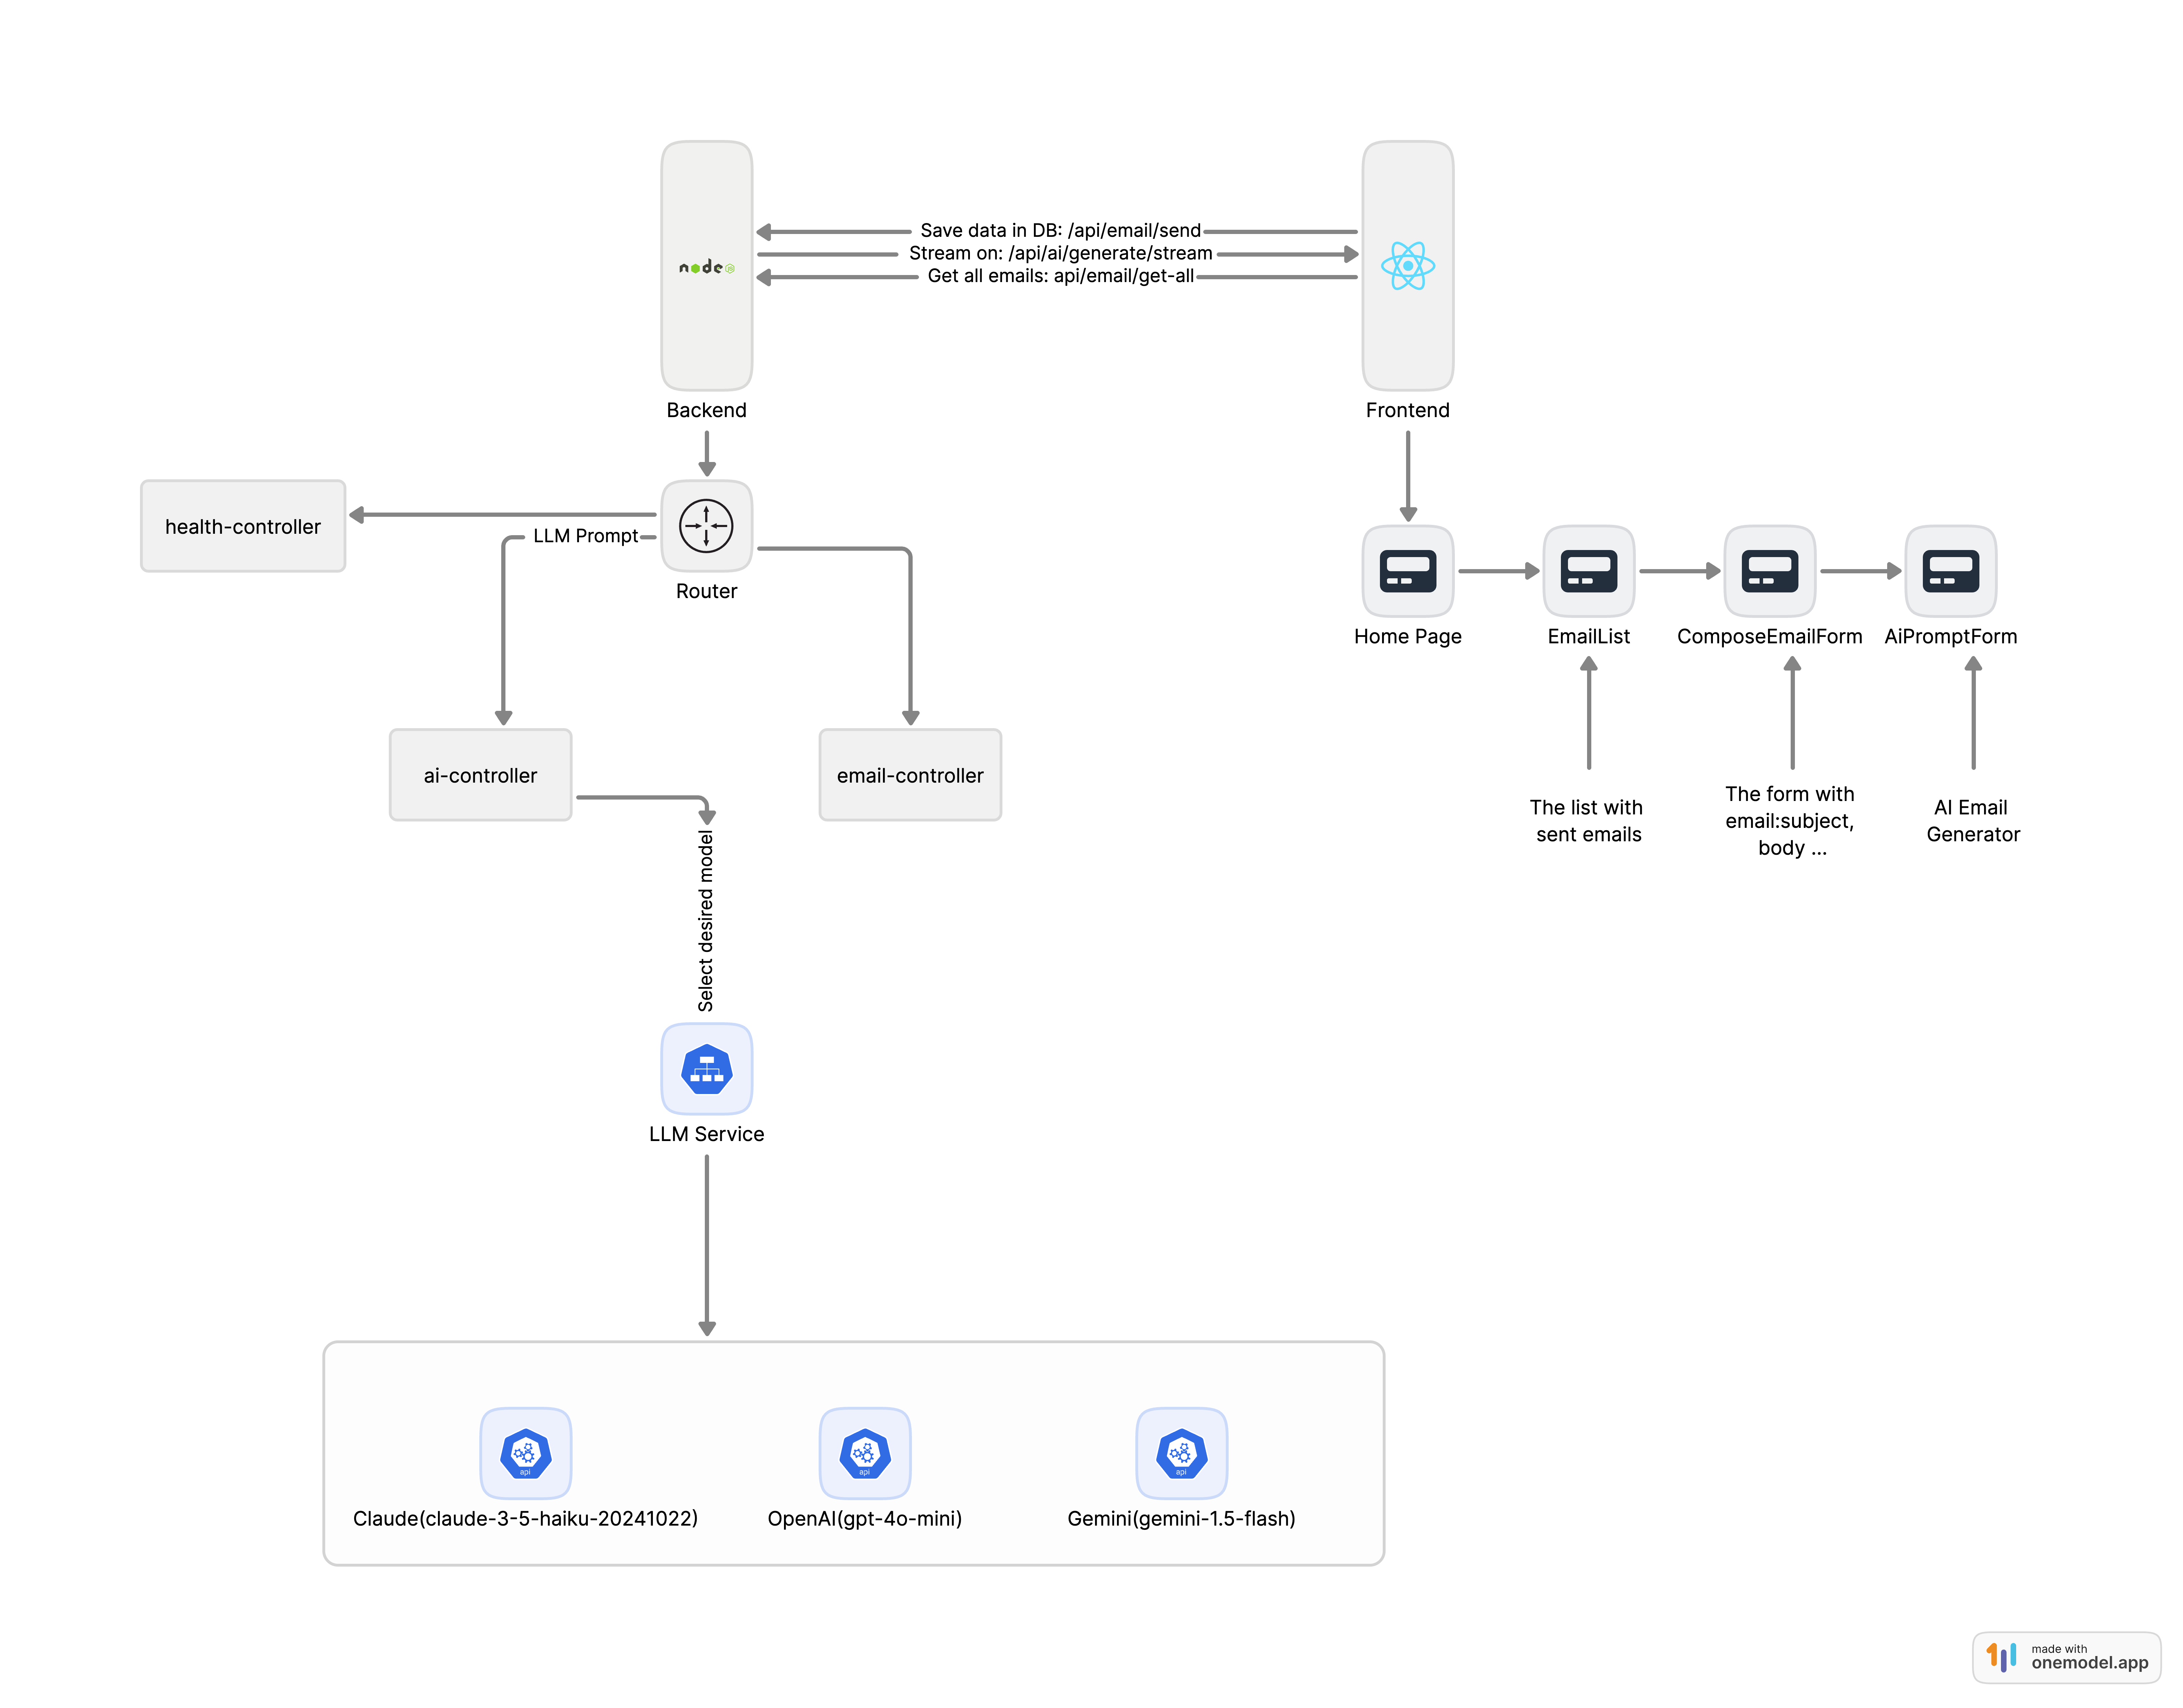 Save data in DB: /api/email/send
Stream on: /api/ai/generate/stream
Get all emails: api/email/get-all
node
JS
Backend
Frontend
health-controller
LLM Prompt
Router
Home Page
EmailList
ComposeEmailForm
AiPromptForm
ai-controller
email-controller
The list with
sent emails
The form with
email:subject,
body ...
AI Email
Generator
Select desired model
LLM Service
api
api
api
Claude(claude-3-5-haiku-20241022)
OpenAI(gpt-4o-mini)
Gemini(gemini-1.5-flash)
made with
onemodel.app